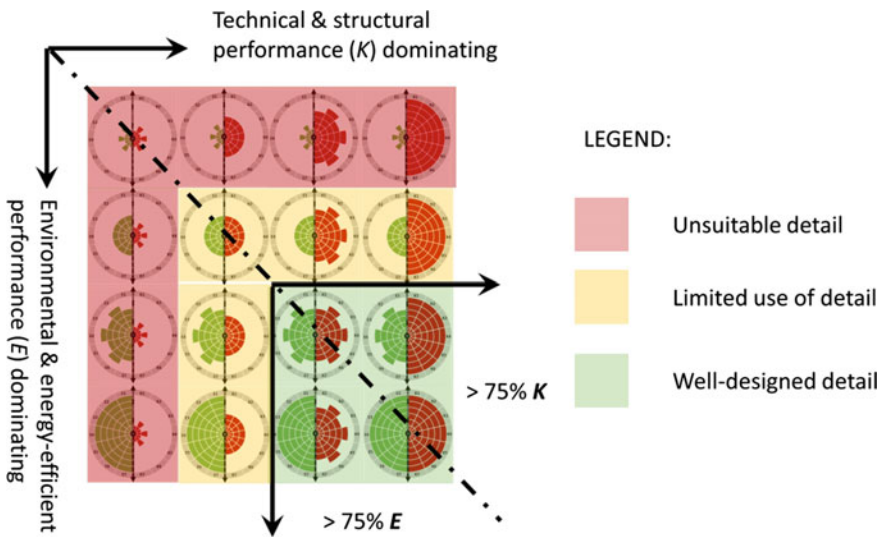 Technical & structural
performance (K) dominating
Environmental & energy-efficient
performance (E) dominating
LEGEND:
Unsuitable detail
Limited use of detail
Well-designed detail
> 75% K
> 75% E